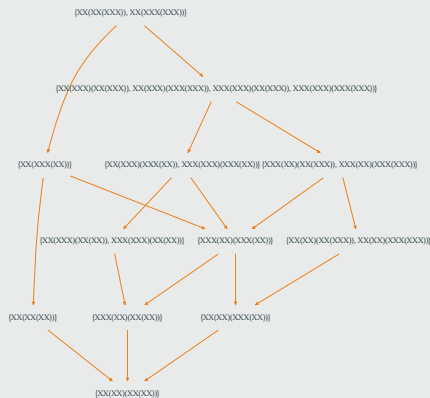 {XX(XX(XXX)), XX(XXX(XXX))}
{XX(XXX)(XX(XX)), XX(XXX)(XXX(XX)), XXX(XXX)(XX(XX)), XXX(XXX)(XXX(XX))}
{XX(XXX(XX))} {XX(XXX)(XXX(XX)), XXX(XXX)(XXX(XX))} {XXX(XX)(XX(XXX)), XXX(XX)(XXX(XXX))}
{XX(XXX)(XX(XX)), XXX(XXX)(XX(XX))} {XXX(XX)(XXX(XX))} {XX(XX)(XX(XXX)), XX(XX)(XXX(XXX))}
{XX(XX(XX))} {XXX(XX)(XX(XX))} {XX(XX)(XXX(XX))}
{XX(XX)(XX(XX))}